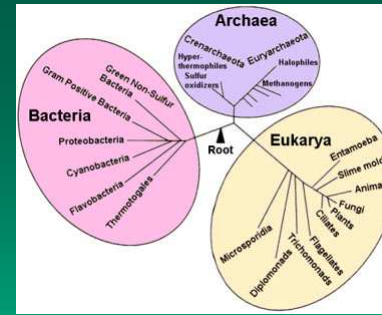 Archaea
Crenarchaeota
Euryarchaeota
Hyper-
thermophiles
Sulfur
oxidizers
Halophiles
Methanogens
Bacteria
Green Non-Sulfur
Bacteria
Gram Positive Bacteria
Proteobacteria
Cyanobacteria
Flavobacteria
Thermotogales
Root
Eukarya
Entamoeba
Slime mold
Anima
Fungi
Plants
Ciliates
Flagellates
Trichomonads
Diplomonads
Microsporidia